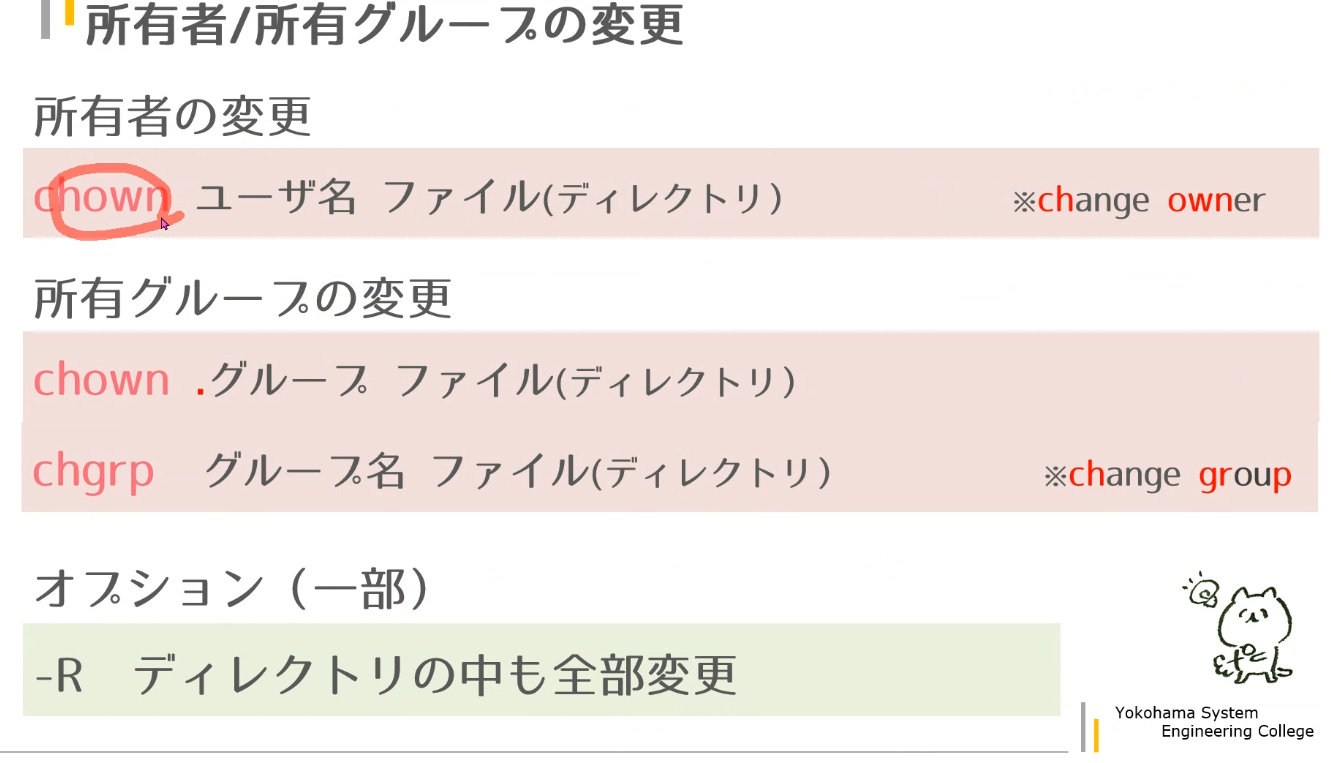 所有者/所有グループの変更
所有者の変更
chown ユーザ名 ファイル(ディレクトリ) ※change owner
所有グループの変更
chown .グループ ファイル(ディレクトリ)
chgrp グループ名 ファイル(ディレクトリ) ※change group
オプション（一部）
-R ディレクトリの中も全部変更
Yokohama System
Engineering College